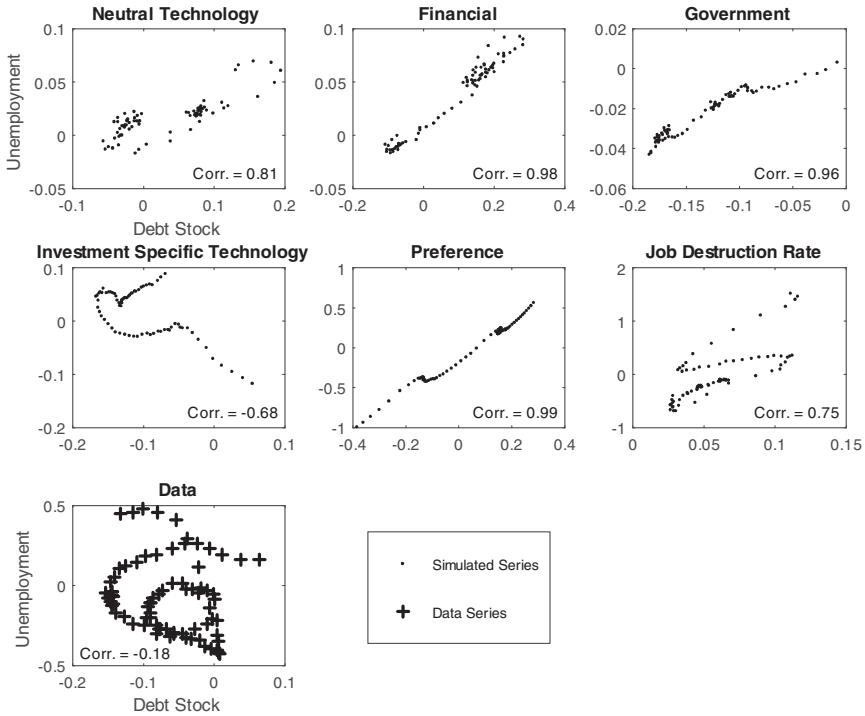 Neutral Technology
Financial
Government
0.1
0.05
0
-0.05
-0.1
0
0.1
0.2
Unemployment
Debt Stock
Corr. = 0.81
0.1
0.05
0
-0.05
-0.2
0
0.2
0.4
Corr. = 0.98
0.02
0
-0.02
-0.04
-0.06
-0.2
-0.15
-0.1
-0.05
0
Corr. = 0.96
Investment Specific Technology
Preference
Job Destruction Rate
0.1
0
-0.1
-0.2
-0.2
-0.1
0
0.1
Corr. = -0.68
1
0.5
0
-0.5
-1
-0.4
-0.2
0
0.2
0.4
Corr. = 0.99
2
1
0
-1
0
0.05
0.1
0.15
Corr. = 0.75
Data
0.5
0
-0.5
-0.2
-0.1
0
0.1
Unemployment
Debt Stock
Corr. = -0.18
Simulated Series
Data Series